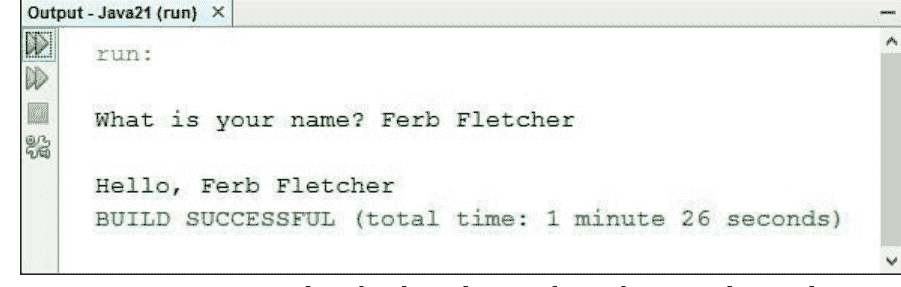 Output - Java21 (run) ×
run:
What is your name? Ferb Fletcher
Hello, Ferb Fletcher
BUILD SUCCESSFUL (total time: 1 minute 26 seconds)